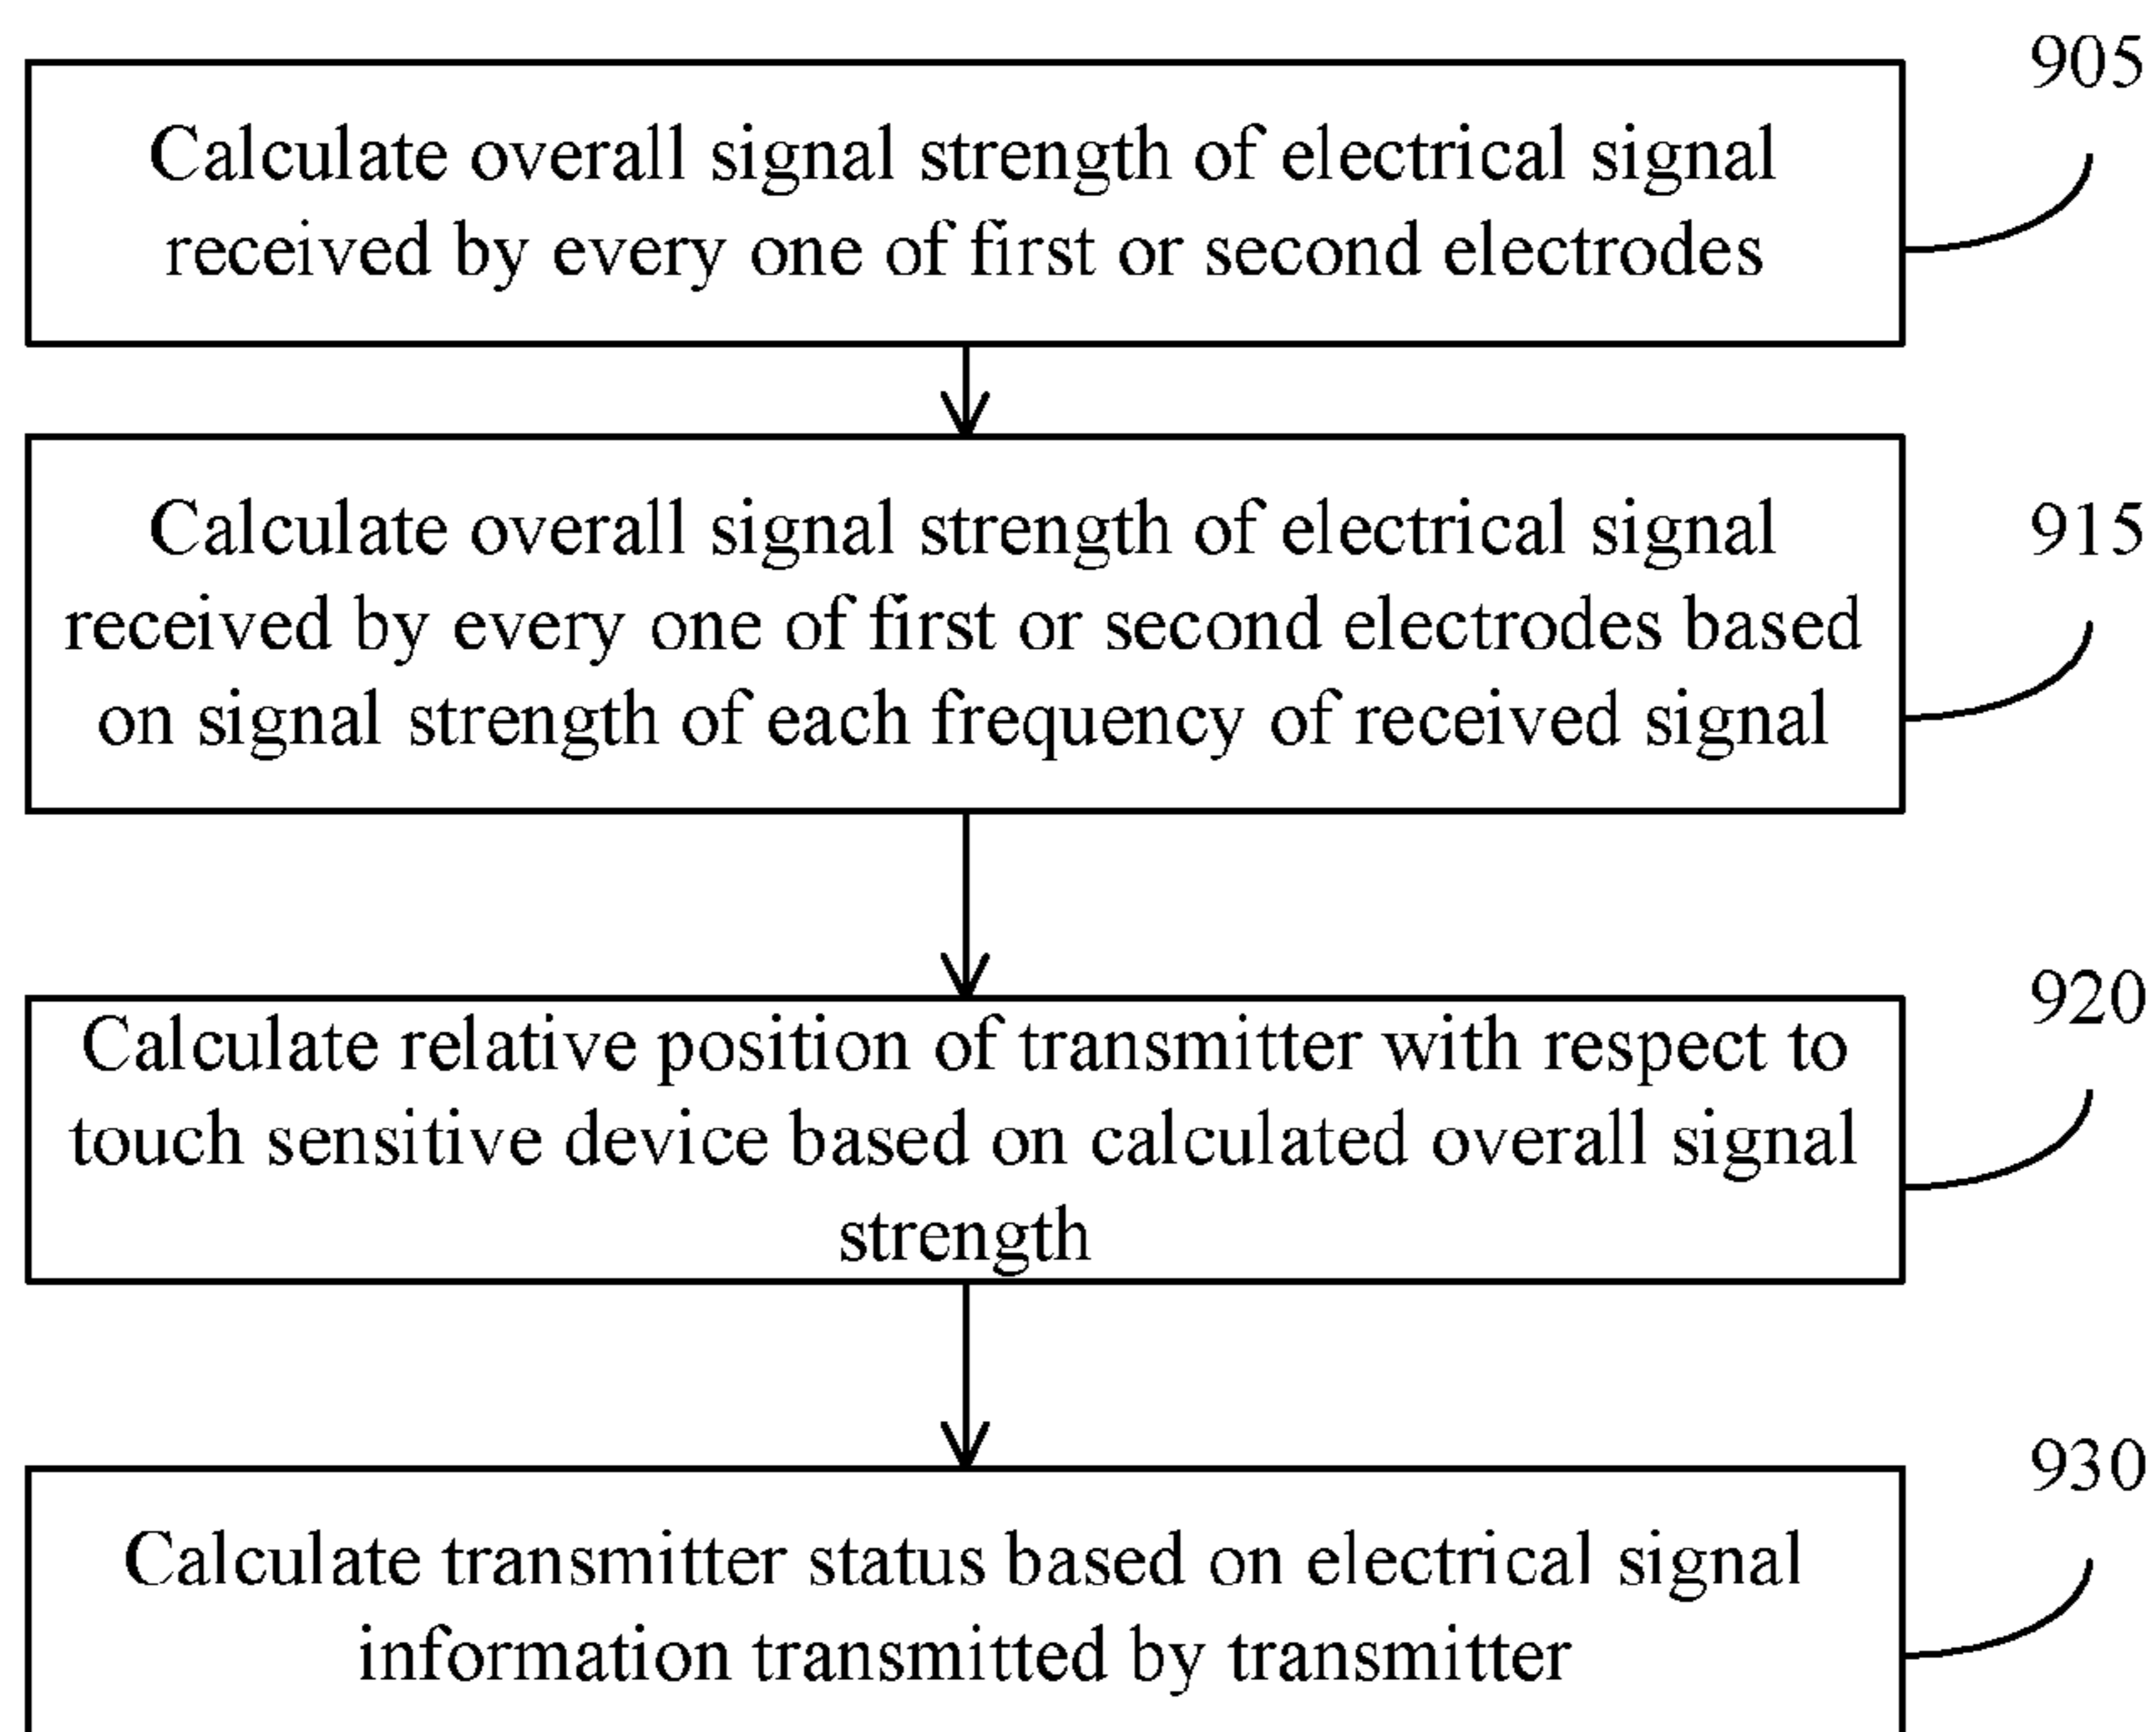 905
Calculate overall signal strength of electrical signal
received by every one of first or second electrodes
915
Calculate overall signal strength of electrical signal
received by every one of first or second electrodes based
on signal strength of each frequency of received signal
920
Calculate relative position of transmitter with respect to
touch sensitive device based on calculated overall signal
strength
930
Calculate transmitter status based on electrical signal
information transmitted by transmitter